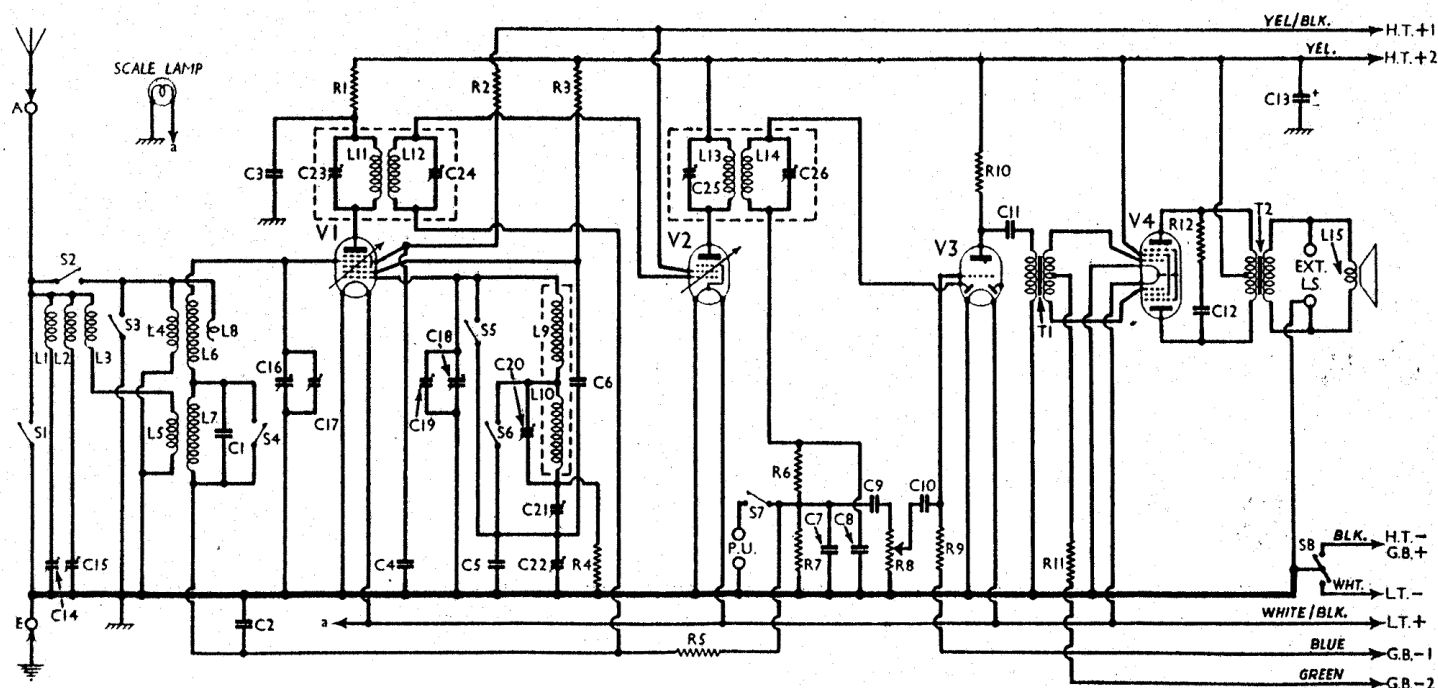 YEL/BLK.
H.T.+1
YEL.
H.T.+2
SCALE LAMP
A
a
R1
R2
R3
C13
+
-
L11
L12
C23
C24
C3
L13
L14
C25
C26
R10
C11
V1
V2
V3
V4
T1
R12
C12
T2
L15
EXT.
L.S.
S2
S3
L4
L6
L8
L1
L2
L3
C16
C17
C18
C19
S5
L9
C20
L10
C6
S1
L5
L7
C1
S4
S6
C21
R6
S7
C9
C10
P.U.
C7
C8
R7
R8
R9
R11
C14
C15
C4
C5
C22
R4
S8
BLK.
H.T.-
G.B.+
WHT.
L.T.-
E
C2
a
WHITE/BLK.
L.T.+
R5
BLUE
G.B.-1
GREEN
G.B.-2